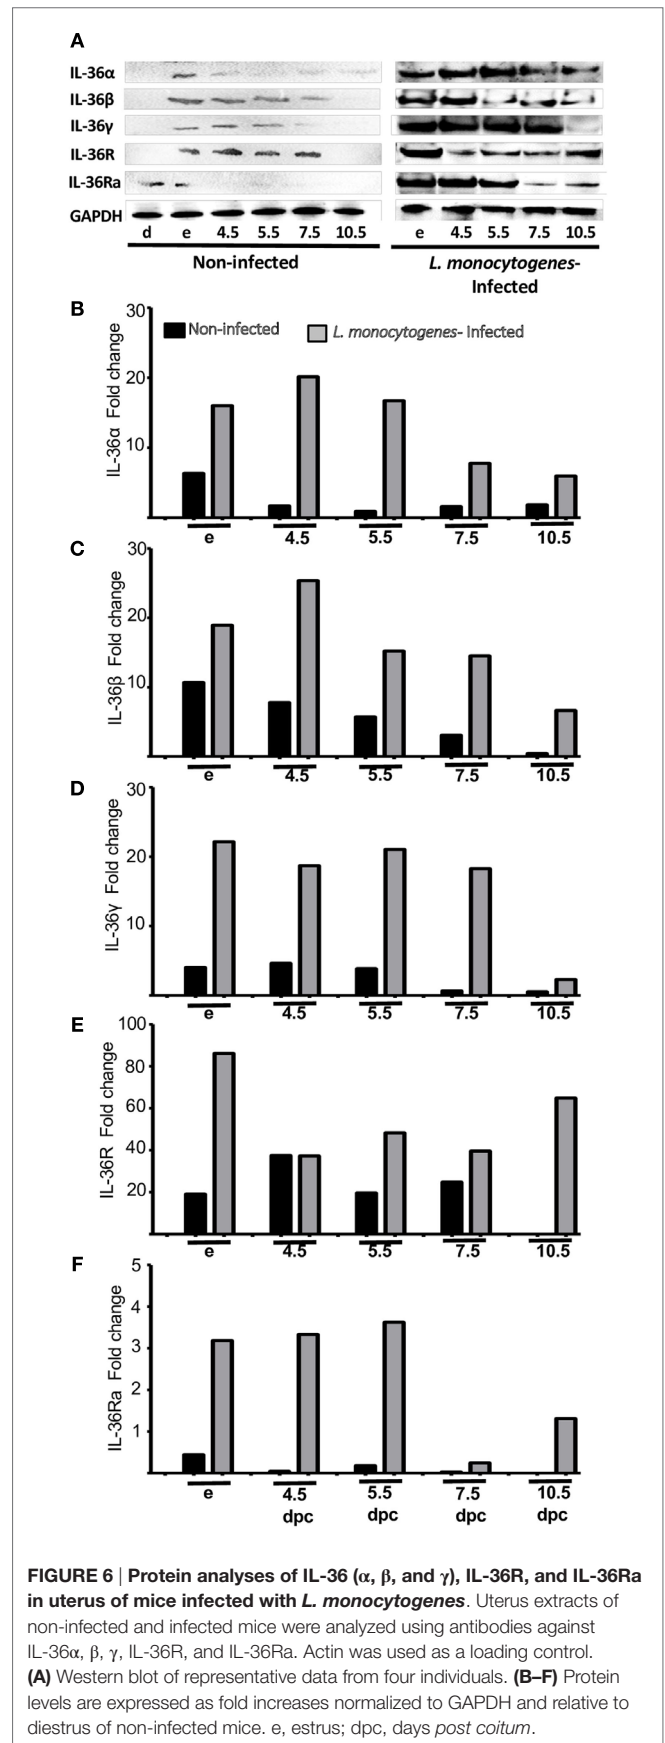 A
IL-36α
IL-36β
IL-36γ
IL-36R
IL-36Ra
GAPDH
d e 4.5 5.5 7.5 10.5 e 4.5 5.5 7.5 10.5
Non-infected L. monocytogenes-
Infected
B
IL-36α Fold change
30
20
10
Non-infected L. monocytogenes- Infected
e 4.5 5.5 7.5 10.5
C
IL-36β Fold change
30
20
10
e 4.5 5.5 7.5 10.5
D
IL-36γ Fold change
30
20
10
e 4.5 5.5 7.5 10.5
E
IL-36R Fold change
100
80
60
40
20
e 4.5 5.5 7.5 10.5
F
IL-36Ra Fold change
5
4
3
2
1
e 4.5 5.5 7.5 10.5
dpc dpc dpc dpc
FIGURE 6 | Protein analyses of IL-36 (α, β, and γ), IL-36R, and IL-36Ra
in uterus of mice infected with L. monocytogenes. Uterus extracts of
non-infected and infected mice were analyzed using antibodies against
IL-36α, β, γ, IL-36R, and IL-36Ra. Actin was used as a loading control.
(A) Western blot of representative data from four individuals. (B–F) Protein
levels are expressed as fold increases normalized to GAPDH and relative to
diestrus of non-infected mice. e, estrus; dpc, days post coitum.